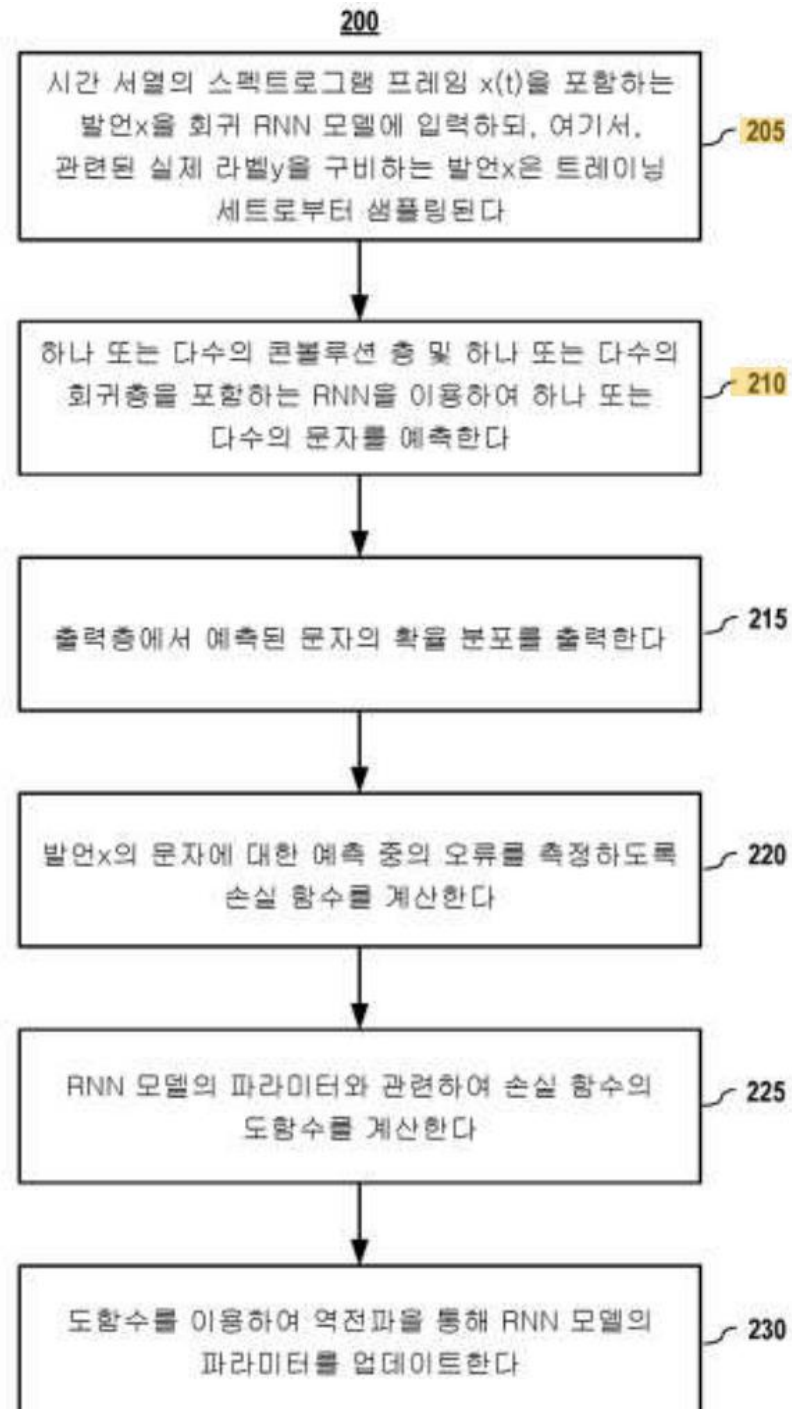 200
시간 서열의 스펙트로그램 프레임 x(t)을 포함하는
발언x을 회귀 RNN 모델에 입력하되, 여기서,
관련된 실제 라벨y을 구비하는 발언x은 트레이닝
세트로부터 샘플링된다
205
하나 또는 다수의 콘볼루션 층 및 하나 또는 다수의
회귀층을 포함하는 RNN을 이용하여 하나 또는
다수의 문자를 예측한다
210
출력층에서 예측된 문자의 확율 분포를 출력한다
215
발언x의 문자에 대한 예측 중의 오류를 측정하도록
손실 함수를 계산한다
220
RNN 모델의 파라미터와 관련하여 손실 함수의
도함수를 계산한다
225
도함수를 이용하여 역전파을 통해 RNN 모델의
파라미터를 업데이트한다
230